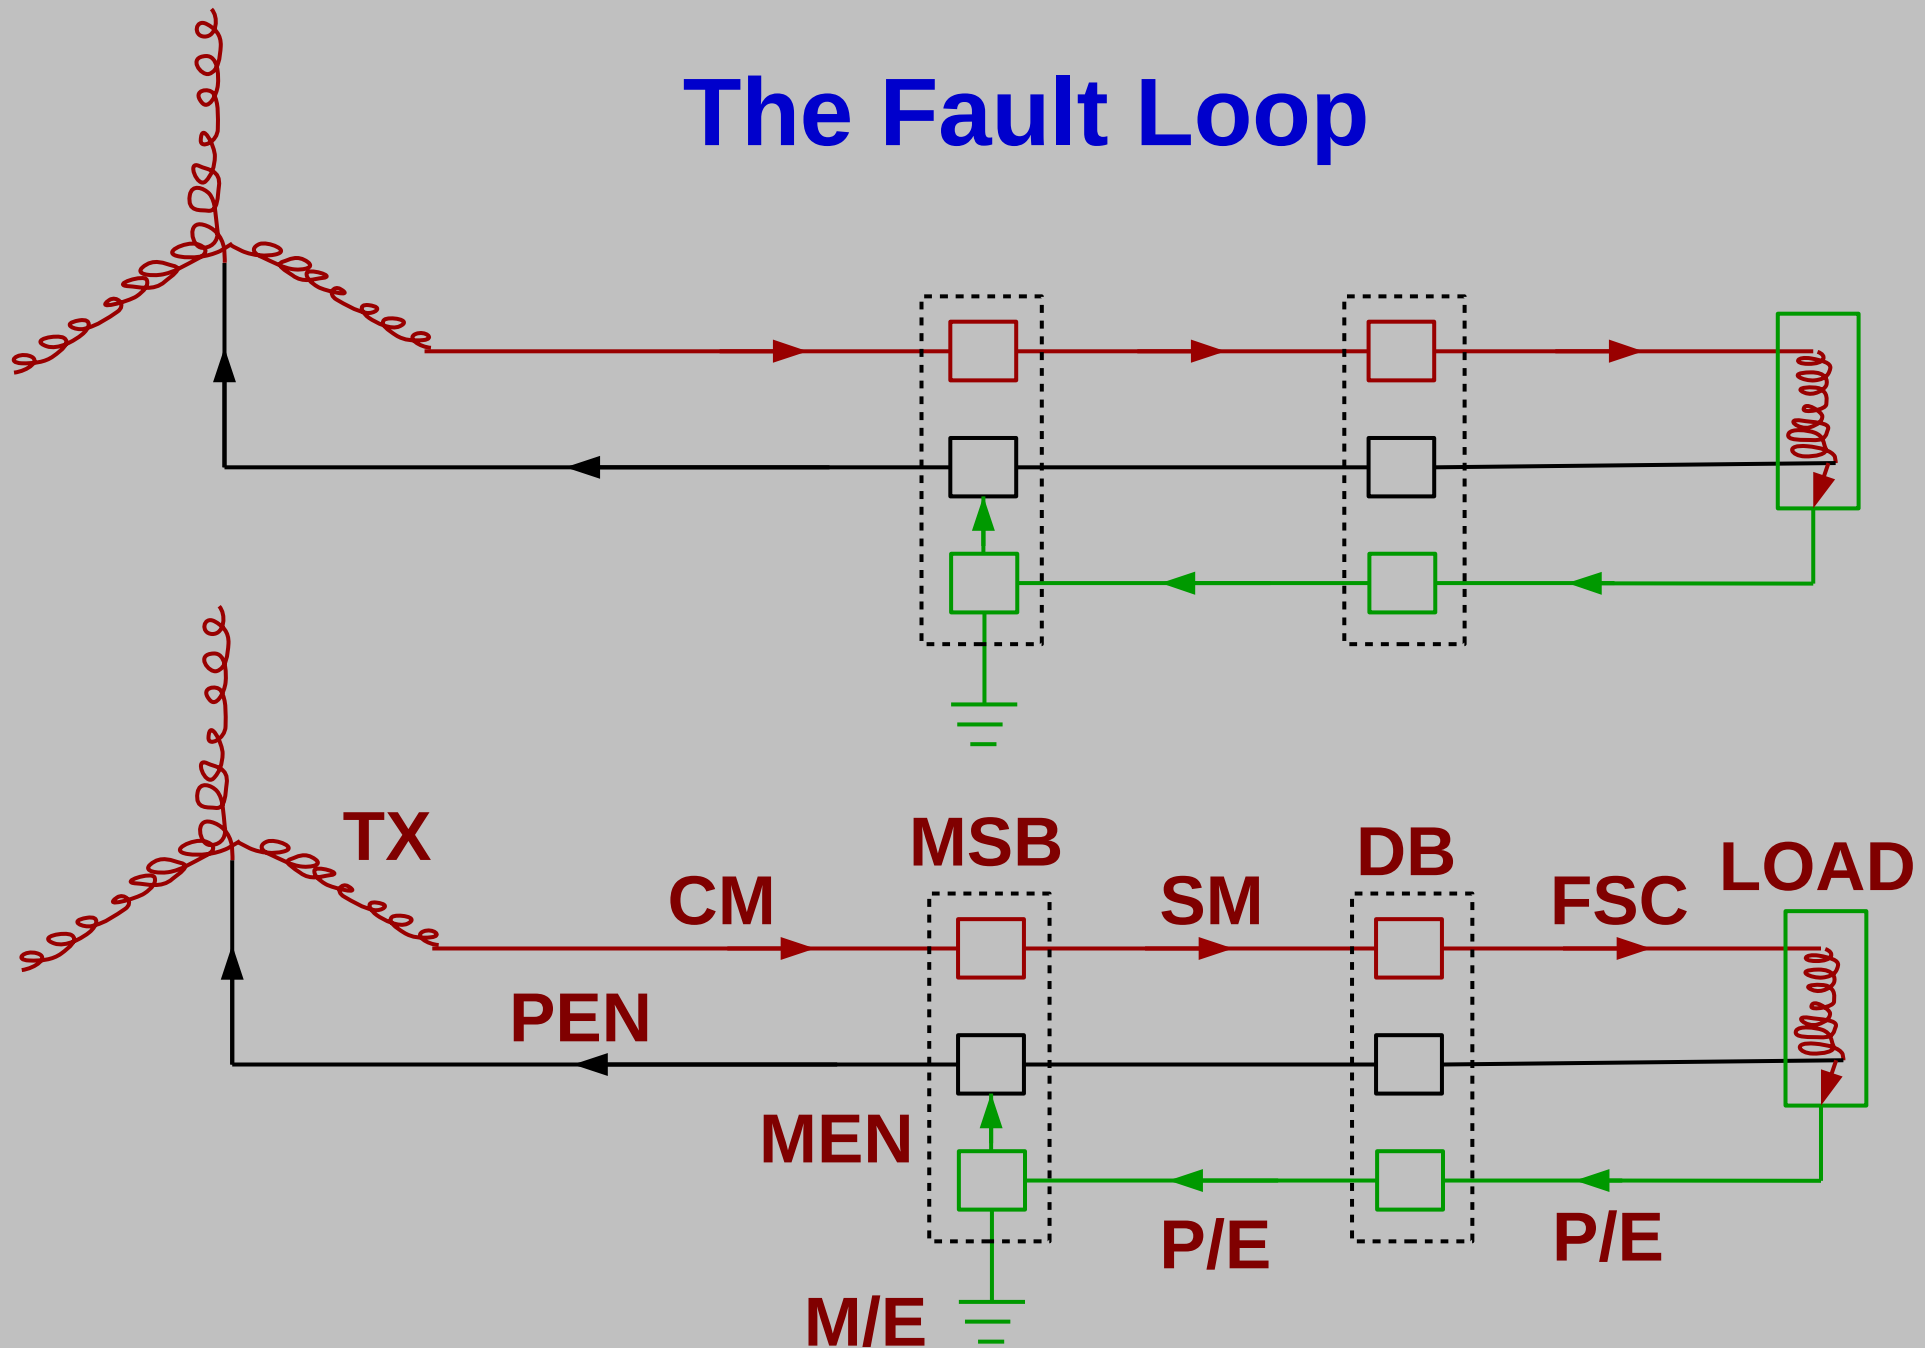 The Fault Loop
TX
MSB
DB
LOAD
CM
SM
FSC
PEN
MEN
P/E
P/E
M/E